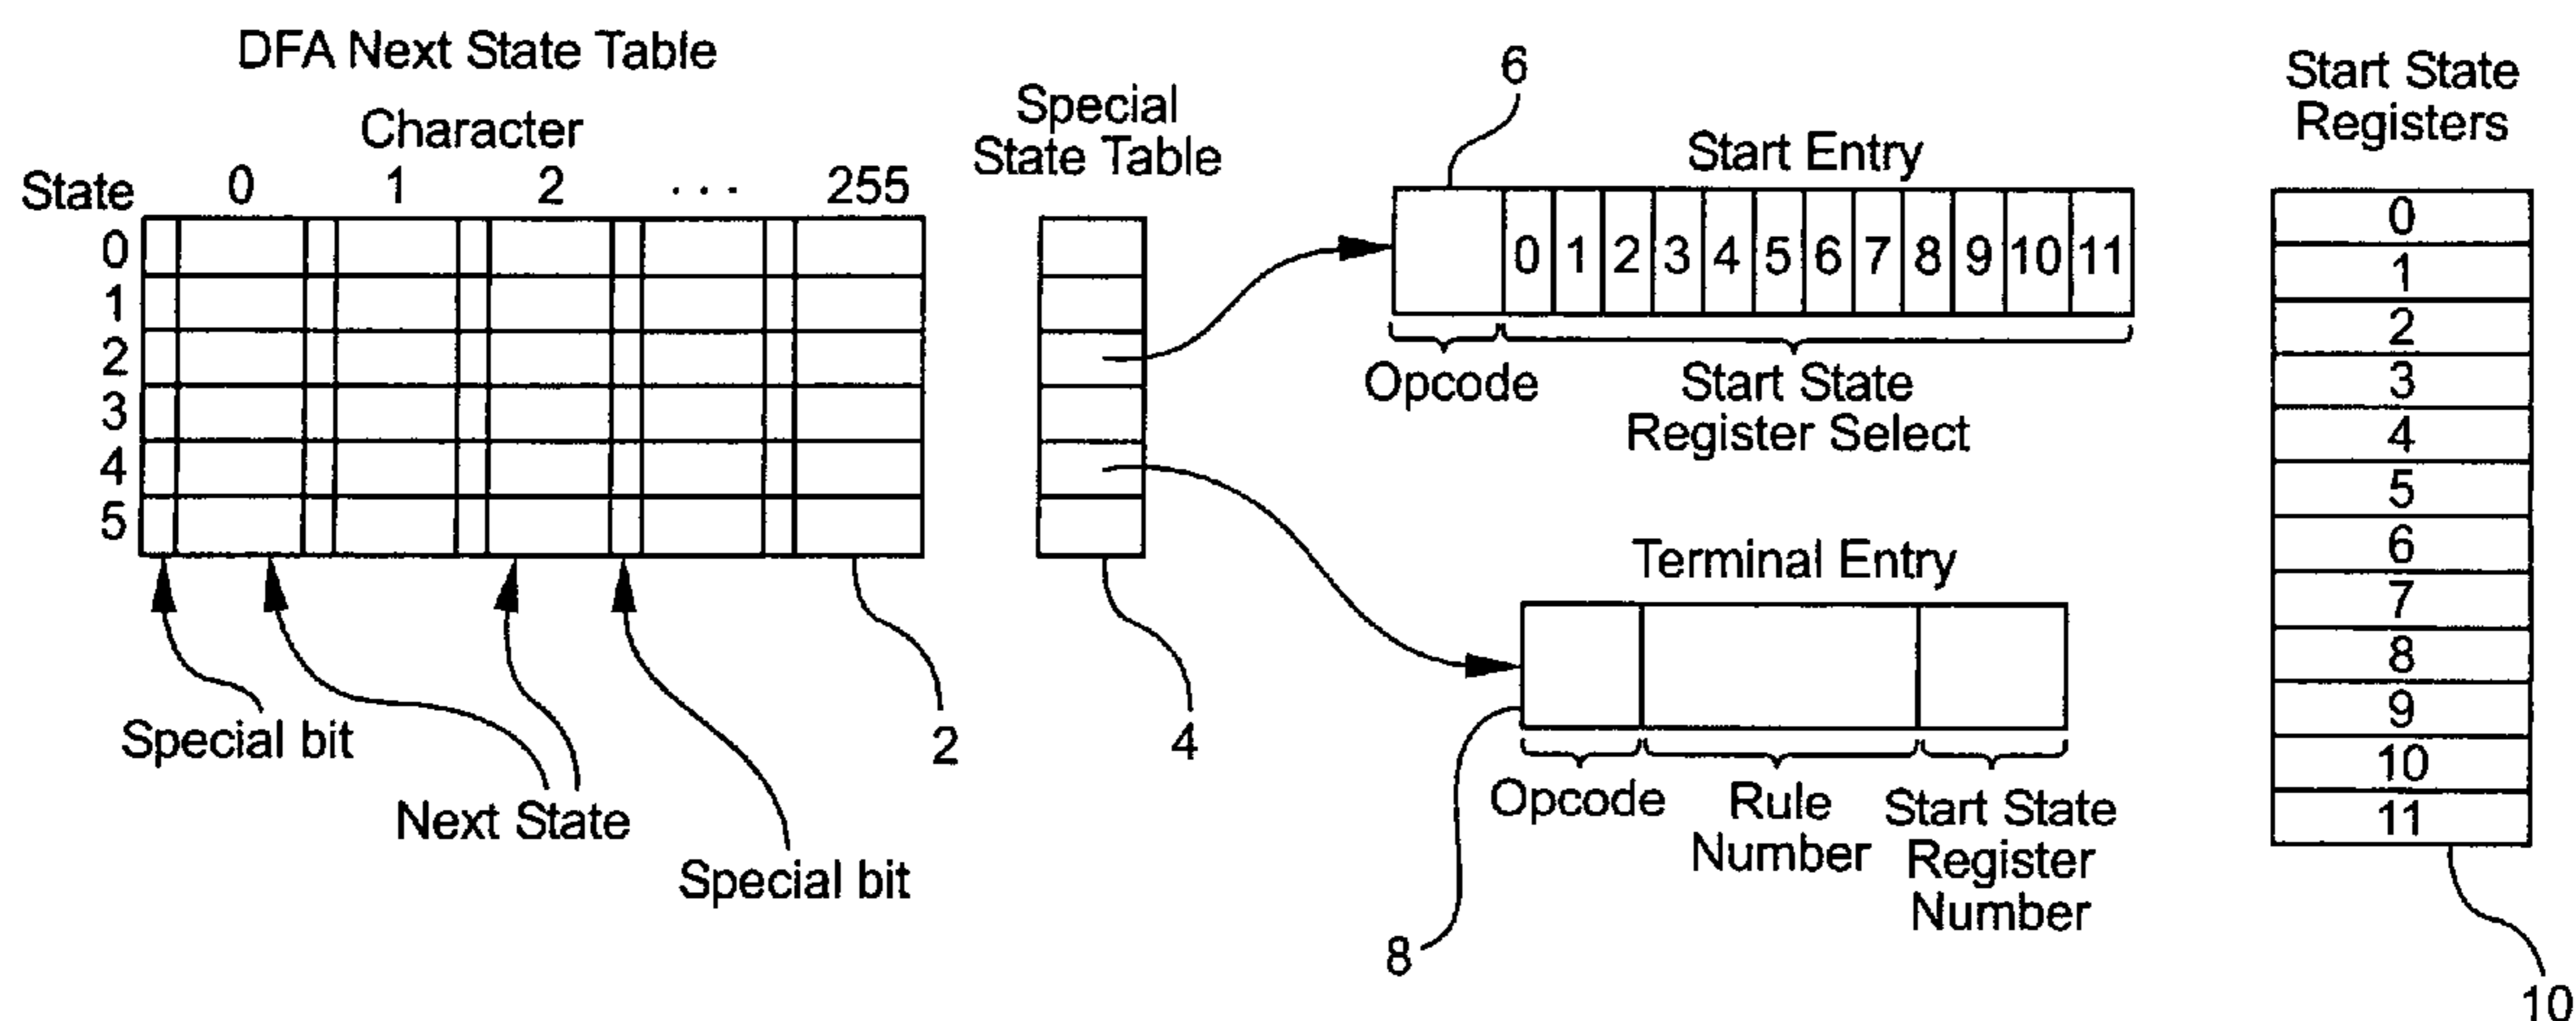 DFA Next State Table
Character
State 0 1 2 ... 255
0
1
2
3
4
5
Special bit
Next State
Special bit
2
Special
State Table
4
6
Start Entry
0 1 2 3 4 5 6 7 8 9 10 11
Opcode
Start State
Register Select
Terminal Entry
8
Opcode
Rule
Number
Start State
Register
Number
Start State
Registers
0
1
2
3
4
5
6
7
8
9
10
11
10